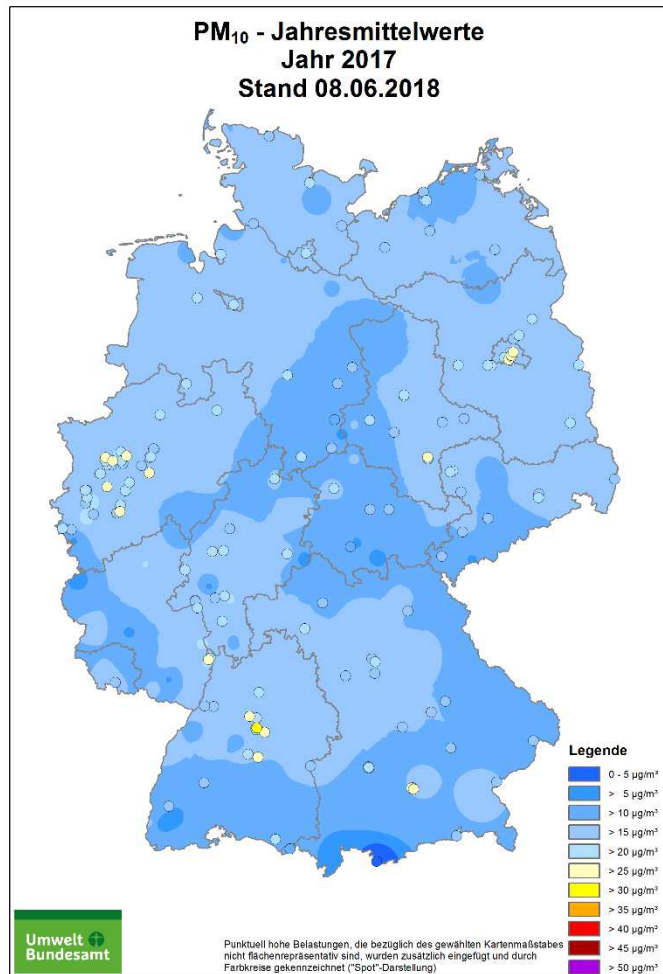 PM₁₀ - Jahresmittelwerte
Jahr 2017
Stand 08.06.2018
Legende
0 - 5 µg/m³
> 5 µg/m³
> 10 µg/m³
> 15 µg/m³
> 20 µg/m³
> 25 µg/m³
> 30 µg/m³
> 35 µg/m³
> 40 µg/m³
> 45 µg/m³
> 50 µg/m³
Umwelt
Bundesamt
Punktuell hohe Belastungen, die bezüglich des gewählten Kartenmaßstabes
nicht flächenrepräsentativ sind, wurden zusätzlich eingefügt und durch
Farbkreise gekennzeichnet ("Spot"-Darstellung)